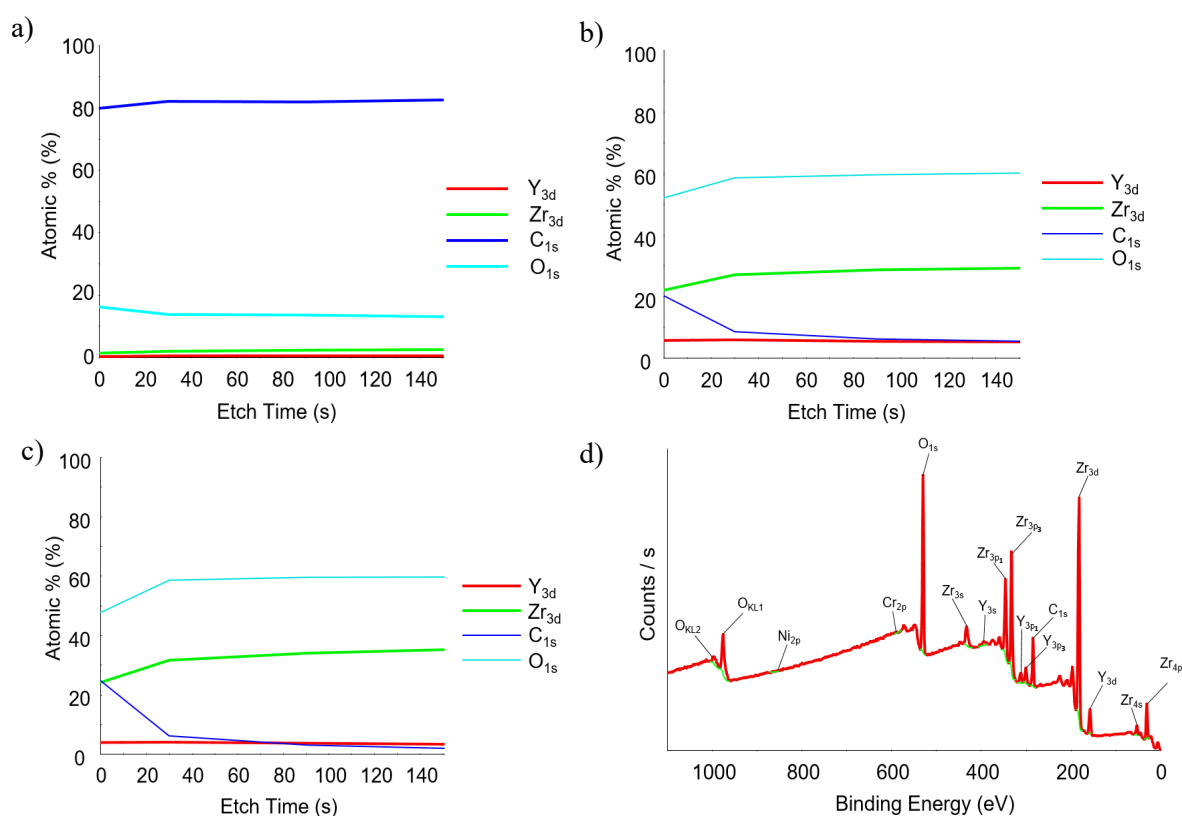 a)
100
80
60
40
20
0
Atomic % (%)
0 20 40 60 80 100 120 140
Etch Time (s)
Y3d
Zr3d
C1s
O1s
b)
100
80
60
40
20
0
Atomic % (%)
0 20 40 60 80 100 120 140
Etch Time (s)
Y3d
Zr3d
C1s
O1s
c)
100
80
60
40
20
0
Atomic % (%)
0 20 40 60 80 100 120 140
Etch Time (s)
Y3d
Zr3d
C1s
O1s
d)
Counts / s
OKL2
OKL1
Ni2p
Cr2p
O1s
Zr3s
Y3s
Zr3p1
Zr3p3
Y3p1
Y3p3
C1s
Zr3d
Y3d
Zr4s
Zr4p
1000 800 600 400 200 0
Binding Energy (eV)